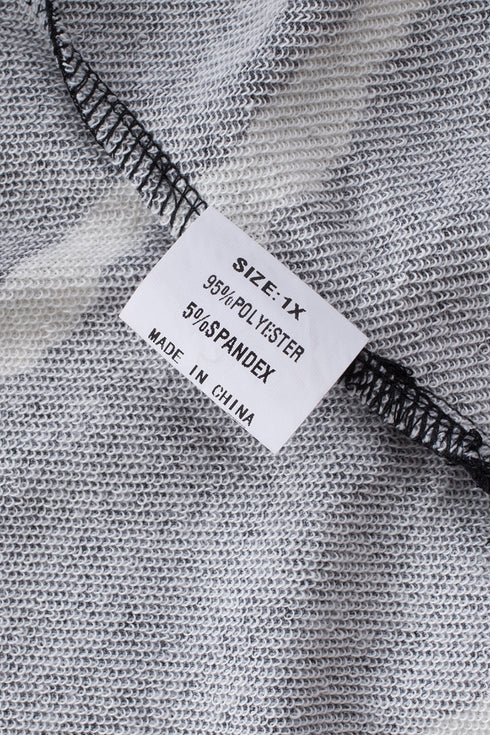 SIZE:1X
95%POLYESTER
5%SPANDEX
MADE IN CHINA